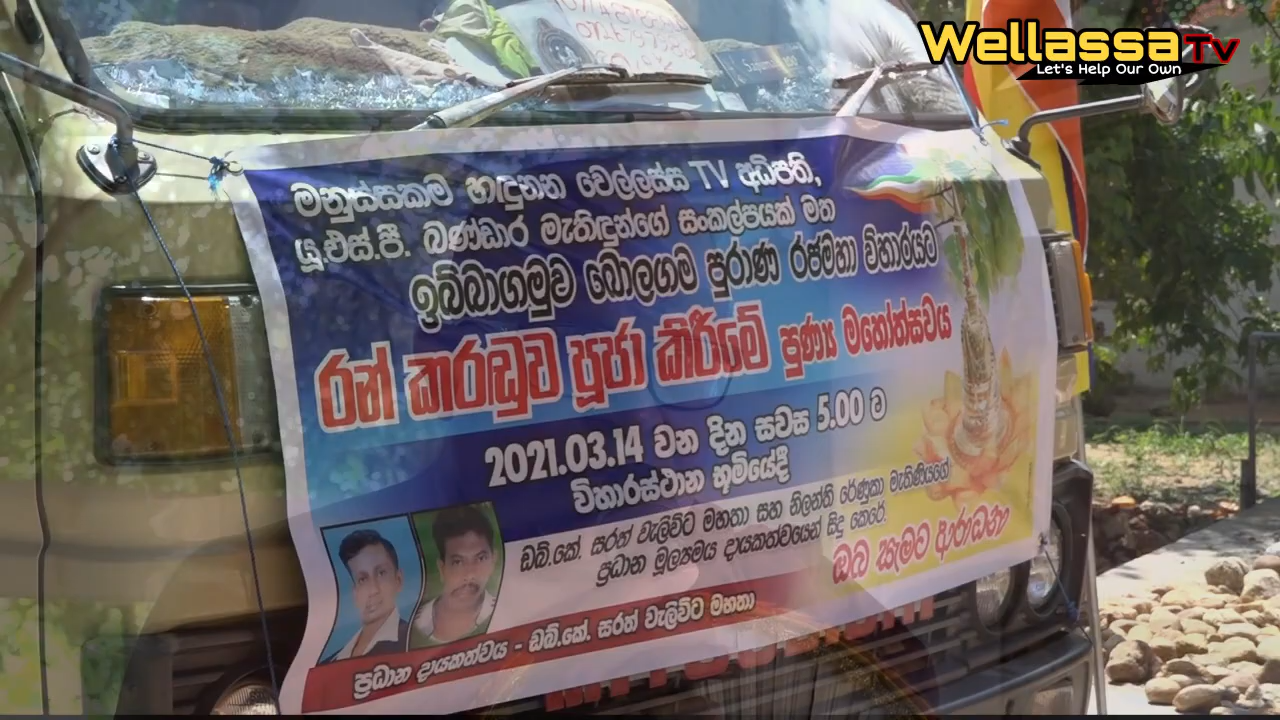 Wellassa Tv
Let's Help Our Own
මනුස්සකම හැඳුනන වෙල්ලස්ස TV අධිපති,
යූ.එස්.පී. බණ්ඩාර මැතිඳුන්ගේ සංකල්පයක් මත
ඉබ්බාගමුව බොලගම පුරාණ රජමහා විහාරයට
රන් කරඬුව පූජා කිරීමේ පුණ්‍ය මහෝත්සවය
2021.03.14 වන දින සවස 5.00 ට
විහාරස්ථාන භූමියේදී
ඩබ්.කේ. සරත් වැලිවිට මහතා සහ නිලන්ති රේණුකා මැතිණියගේ
ප්‍රධාන මූල්‍යමය දායකත්වයෙන් සිදු කෙරේ.
ඔබ සැමට ආරාධනා
ප්‍රධාන දායකත්වය - ඩබ්.කේ. සරත් වැලිවිට මහතා